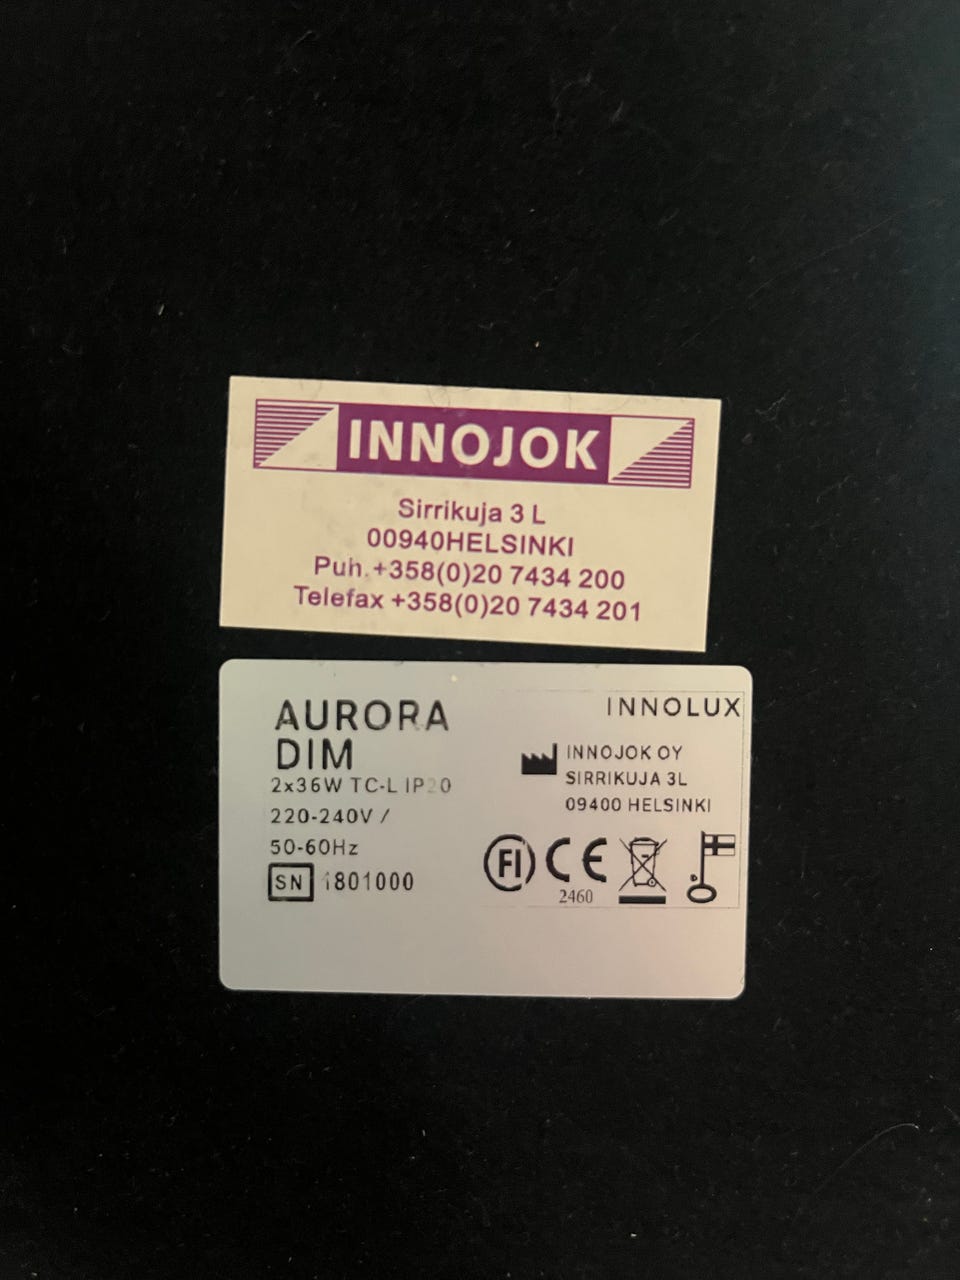 INNOJOK
Sirrikuja 3 L
00940HELSINKI
Puh.+358(0)20 7434 200
Telefax +358(0)20 7434 201
AURORA
DIM
2x36W TC-L IP20
220-240V /
50-60Hz
SN 1801000
INNOLUX
INNOJOK OY
SIRRIKUJA 3L
09400 HELSINKI
FI CE
2460